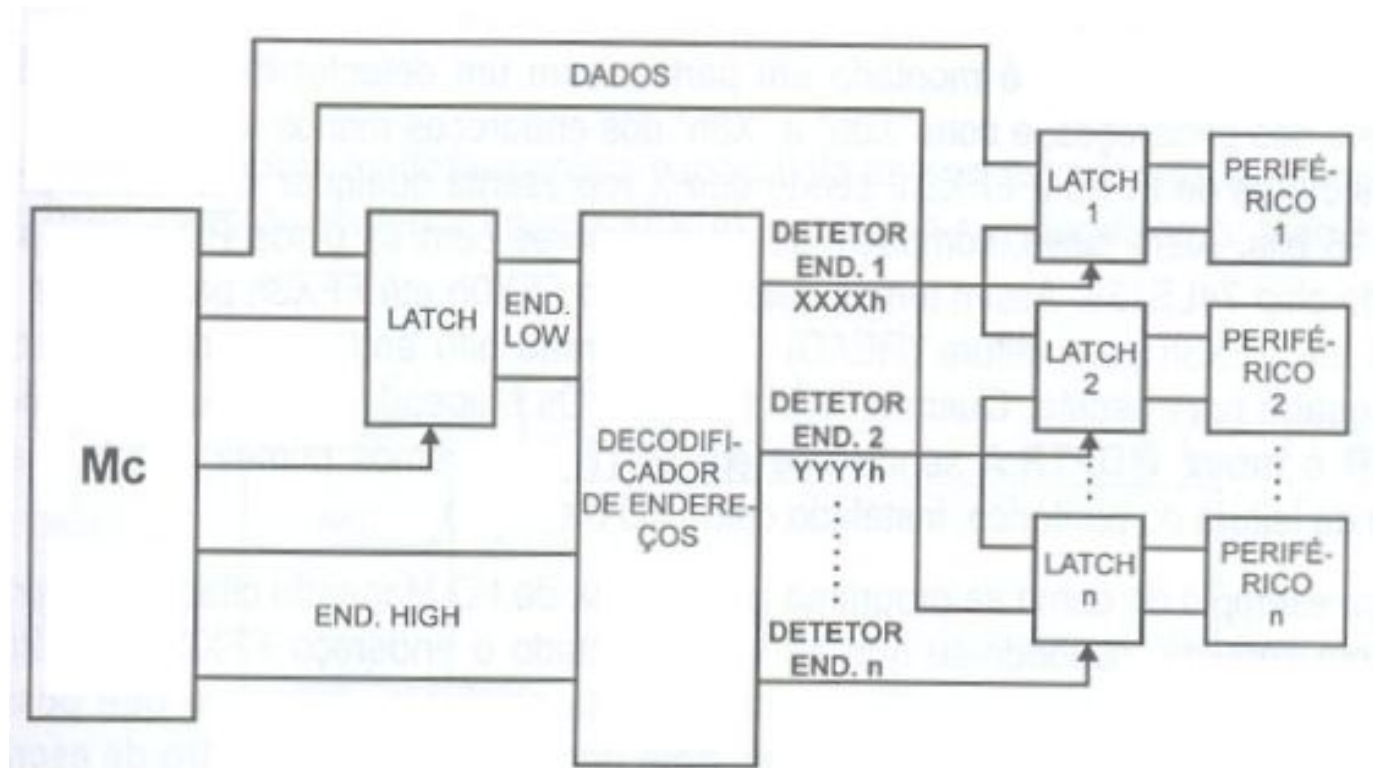 DADOS
Mc
LATCH
END.
LOW
END. HIGH
DECODIFI-
CADOR
DE ENDERE-
ÇOS
DETETOR
END. 1
XXXXh
DETETOR
END. 2
YYYYh
DETETOR
END. n
LATCH
1
PERIFÉ-
RICO
1
LATCH
2
PERIFÉ-
RICO
2
LATCH
n
PERIFÉ-
RICO
n